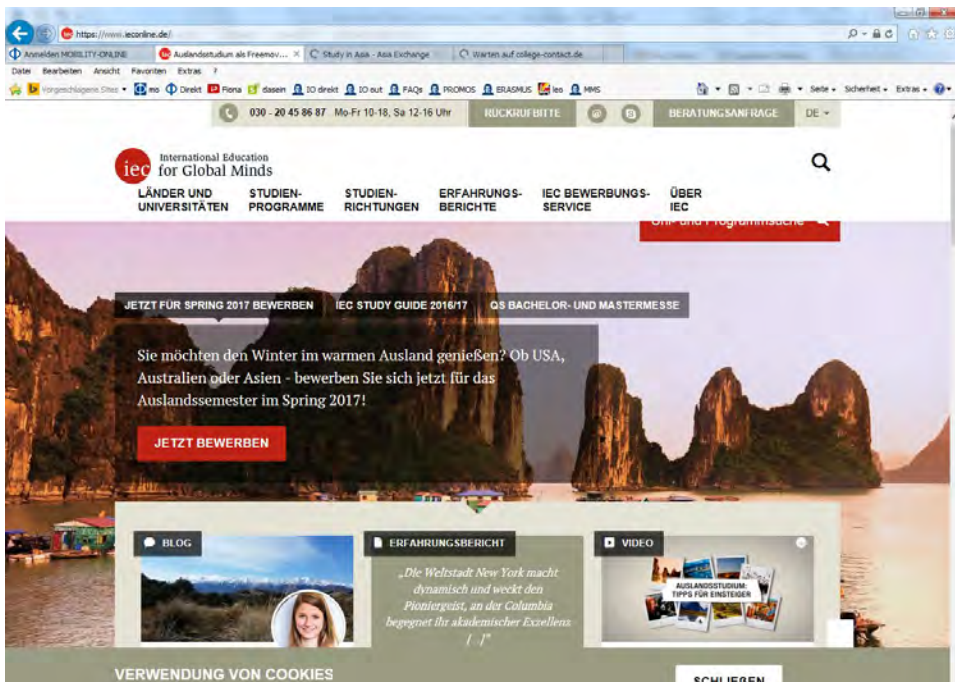 https://www.ieconline.de/
Anmelden MOBILITY-ONLINE
Auslandsstudium als Freemov...
Study in Asia - Asia Exchange
Warten auf college-contact.de
Datei Bearbeiten Ansicht Favoriten Extras ?
Vorgeschlagene Sites mo Direkt Fiona dasein IO direkt IO out FAQs PROMOS ERASMUS leo MMS Seite Sicherheit Extras
030 - 20 45 86 87 Mo-Fr 10-18, Sa 12-16 Uhr RÜCKRUFBITTE BERATUNGSANFRAGE DE
iec International Education
for Global Minds
LÄNDER UND
UNIVERSITÄTEN
STUDIEN-
PROGRAMME
STUDIEN-
RICHTUNGEN
ERFAHRUNGS-
BERICHTE
IEC BEWERBUNGS-
SERVICE
ÜBER
IEC
Uni- und Programmsuche
JETZT FÜR SPRING 2017 BEWERBEN IEC STUDY GUIDE 2016/17 QS BACHELOR- UND MASTERMESSE
Sie möchten den Winter im warmen Ausland genießen? Ob USA,
Australien oder Asien - bewerben Sie sich jetzt für das
Auslandssemester im Spring 2017!
JETZT BEWERBEN
BLOG
ERFAHRUNGSBERICHT
„Die Weltstadt New York macht
dynamisch und weckt den
Pioniergeist, an der Columbia
begegnet ihr akademischer Exzellenz
[...]"
VIDEO
AUSLANDSSTUDIUM:
TIPPS FÜR EINSTEIGER
VERWENDUNG VON COOKIES
SCHLIEßEN